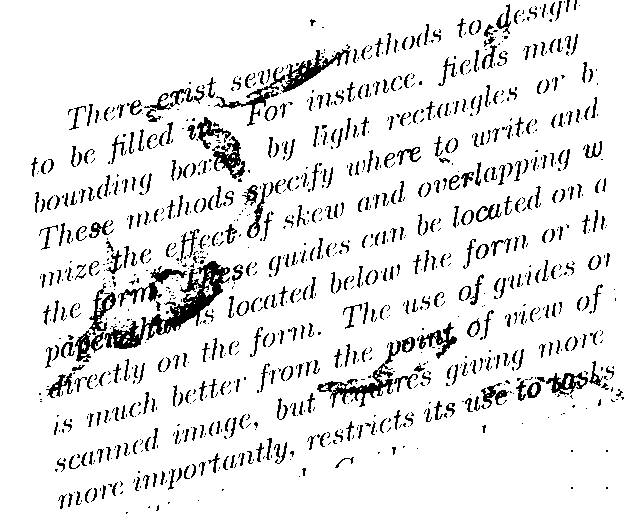 There exist several methods to design
to be filled in. For instance. fields may
bounding boxes, by light rectangles or b
These methods specify where to write and
mize the effect of skew and overlapping w
the form. These guides can be located on a
paper that is located below the form or th
directly on the form. The use of guides on
is much better from the point of view of
scanned image, but requires giving more
more importantly, restricts its use to tasks